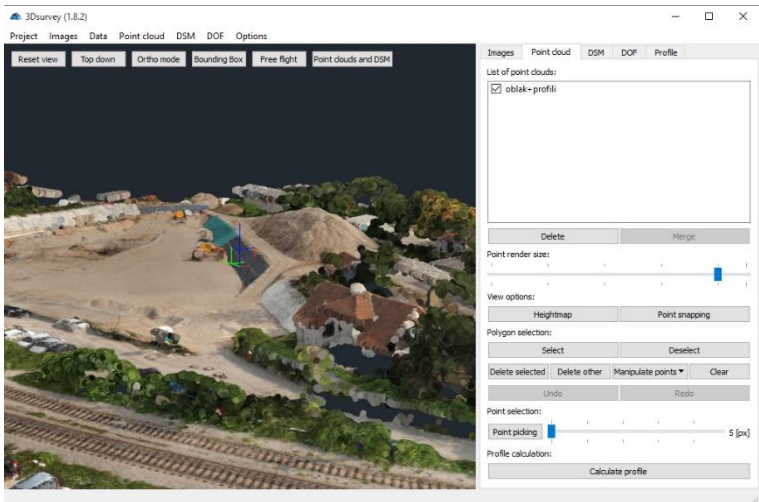 3Dsurvey (1.8.2)
Project Images Data Point cloud DSM DOF Options
Reset view Top down Ortho mode Bounding Box Free flight Point clouds and DSM
Images Point cloud DSM DOF Profile
List of point clouds:
oblak+profili
Delete Merge
Point render size:
View options:
Heightmap Point snapping
Polygon selection:
Select Deselect
Delete selected Delete other Manipulate points Clear
Undo Redo
Point selection:
Point picking 5 [px]
Profile calculation:
Calculate profile